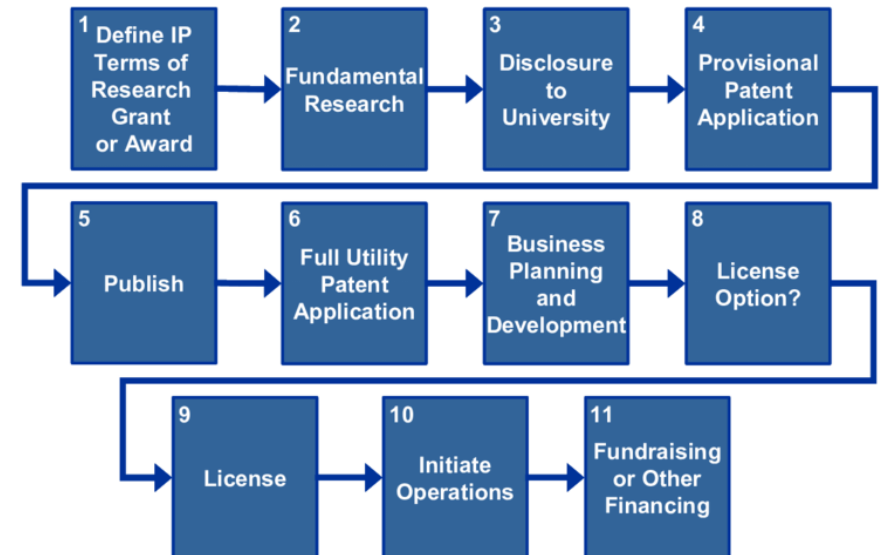 1
Define IP
Terms of
Research
Grant
or Award
2
Fundamental
Research
3
Disclosure
to
University
4
Provisional
Patent
Application
5
Publish
6
Full Utility
Patent
Application
7
Business
Planning
and
Development
8
License
Option?
9
License
10
Initiate
Operations
11
Fundraising
or Other
Financing